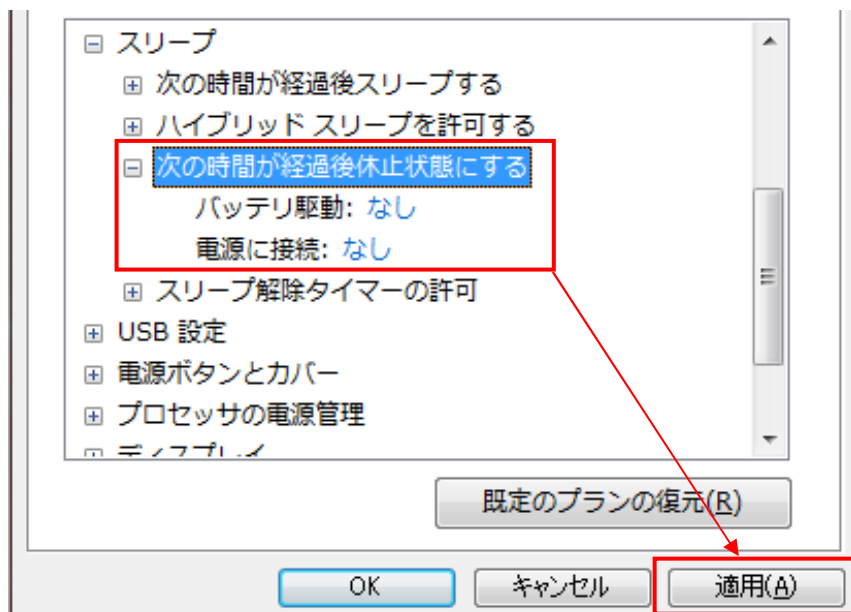 スリープ
次の時間が経過後スリープする
ハイブリッド スリープを許可する
次の時間が経過後休止状態にする
バッテリ駆動: なし
電源に接続: なし
スリープ解除タイマーの許可
USB 設定
電源ボタンとカバー
プロセッサの電源管理
ディスプレイ
既定のプランの復元(R)
OK キャンセル 適用(A)